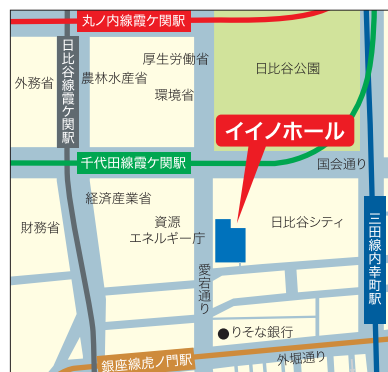 丸ノ内線霞ケ関駅
日比谷線霞ケ関駅
厚生労働省
日比谷公園
外務省
農林水産省
環境省
イイノホール
千代田線霞ケ関駅
国会通り
経済産業省
財務省
資源
エネルギー庁
日比谷シティ
三田線内幸町駅
愛宕通り
りそな銀行
外堀通り
銀座線虎ノ門駅